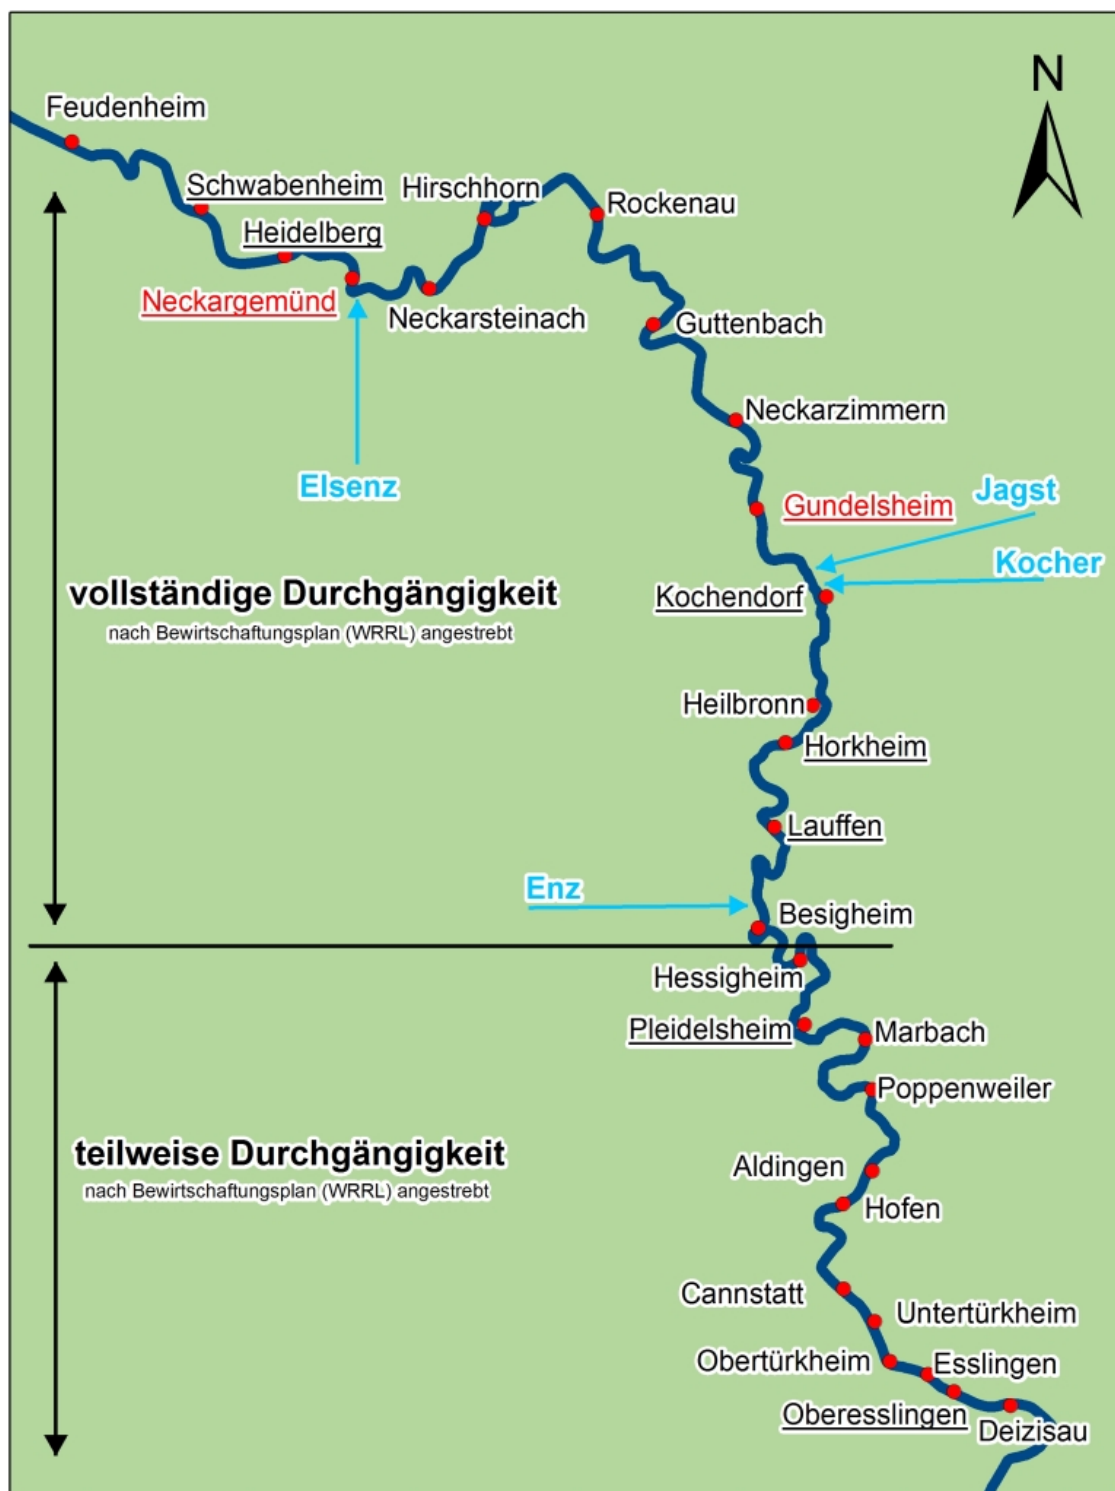 N
Feudenheim
Schwabenheim
Hirschhorn
Rockenau
Heidelberg
Neckargemünd
Neckarsteinach
Guttenbach
Neckarzimmern
Elsenz
Jagst
Gundelsheim
Kocher
vollständige Durchgängigkeit
nach Bewirtschaftungsplan (WRRL) angestrebt
Kochendorf
Heilbronn
Horkheim
Lauffen
Enz
Besigheim
Hessigheim
Pleidelsheim
Marbach
Poppenweiler
teilweise Durchgängigkeit
nach Bewirtschaftungsplan (WRRL) angestrebt
Aldingen
Hofen
Cannstatt
Untertürkheim
Obertürkheim
Esslingen
Oberesslingen
Deizisau